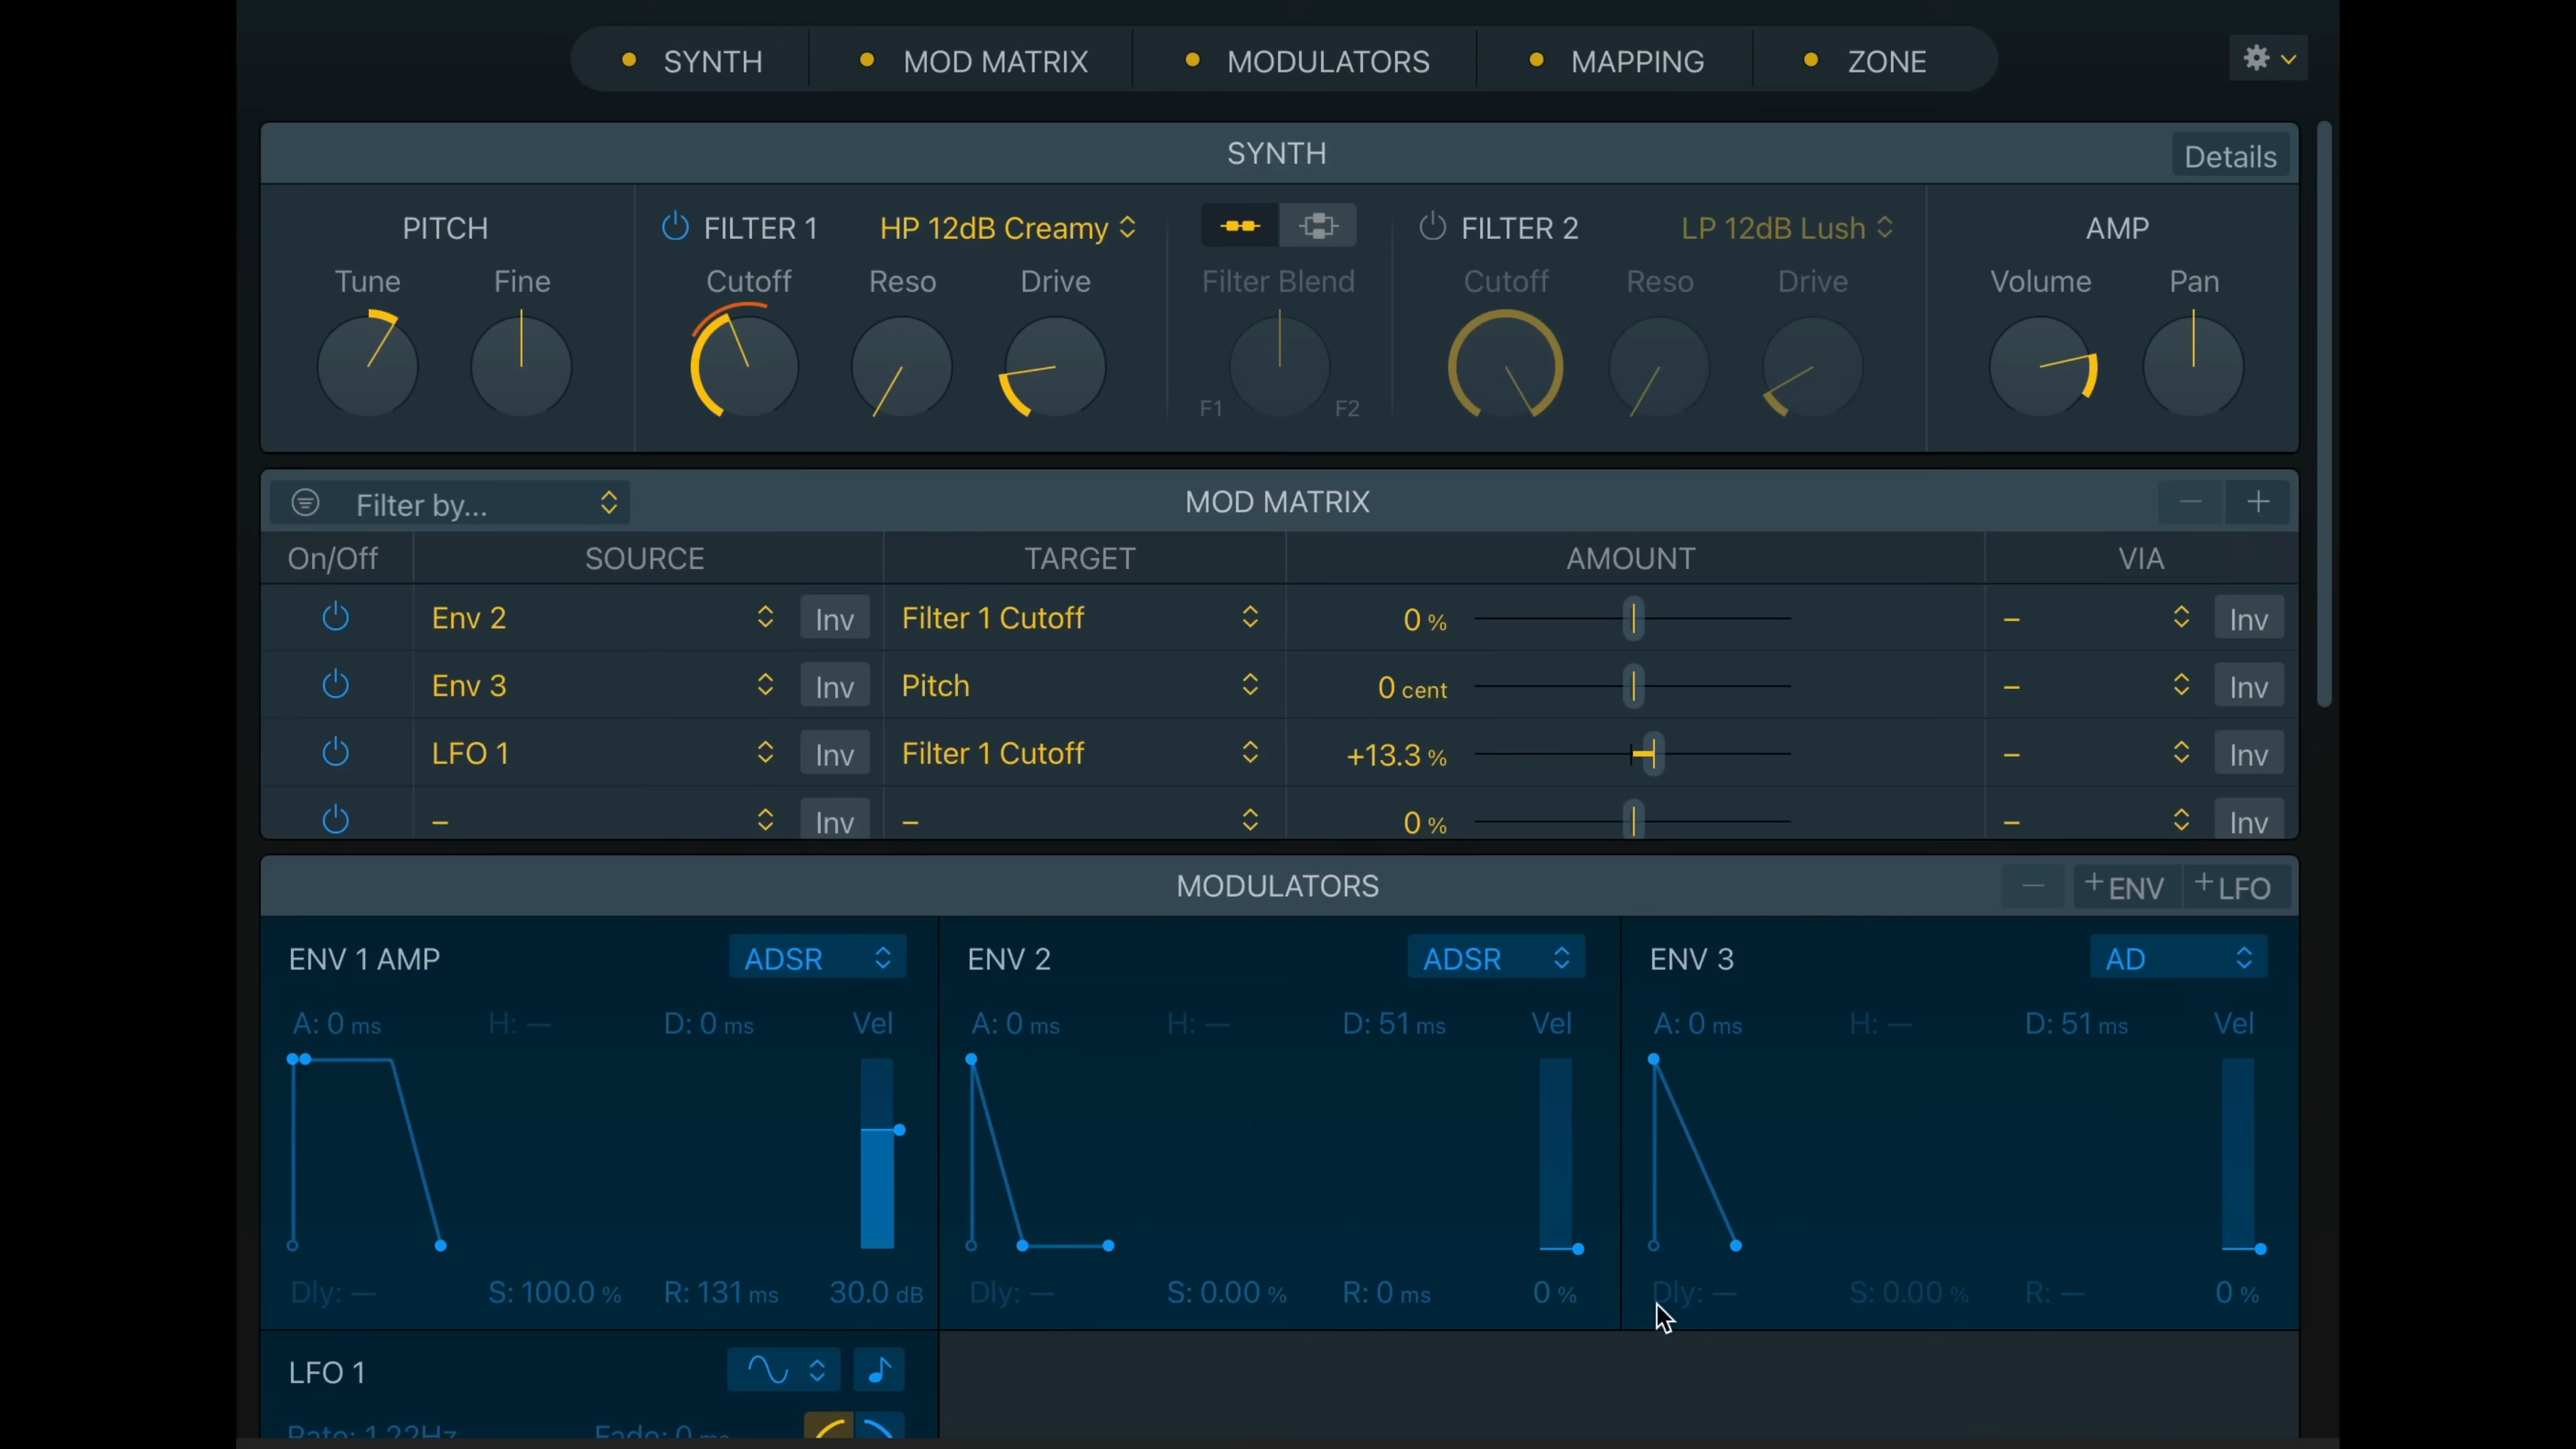 SYNTH MOD MATRIX MODULATORS MAPPING ZONE
SYNTH Details
PITCH FILTER 1 HP 12dB Creamy FILTER 2 LP 12dB Lush AMP
Tune Fine Cutoff Reso Drive Filter Blend Cutoff Reso Drive Volume Pan
F1 F2
Filter by... MOD MATRIX − +
On/Off SOURCE TARGET AMOUNT VIA
Env 2 Inv Filter 1 Cutoff 0 % – Inv
Env 3 Inv Pitch 0 cent – Inv
LFO 1 Inv Filter 1 Cutoff +13.3 % – Inv
– Inv – 0 % – Inv
MODULATORS − +ENV +LFO
ENV 1 AMP ADSR ENV 2 ADSR ENV 3 AD
A: 0 ms H: — D: 0 ms Vel A: 0 ms H: — D: 51 ms Vel A: 0 ms H: — D: 51 ms Vel
Dly: — S: 100.0 % R: 131 ms 30.0 dB Dly: — S: 0.00 % R: 0 ms 0 % Dly: — S: 0.00 % R: — 0 %
LFO 1
Rate: 1.22Hz Fade: 0 ms